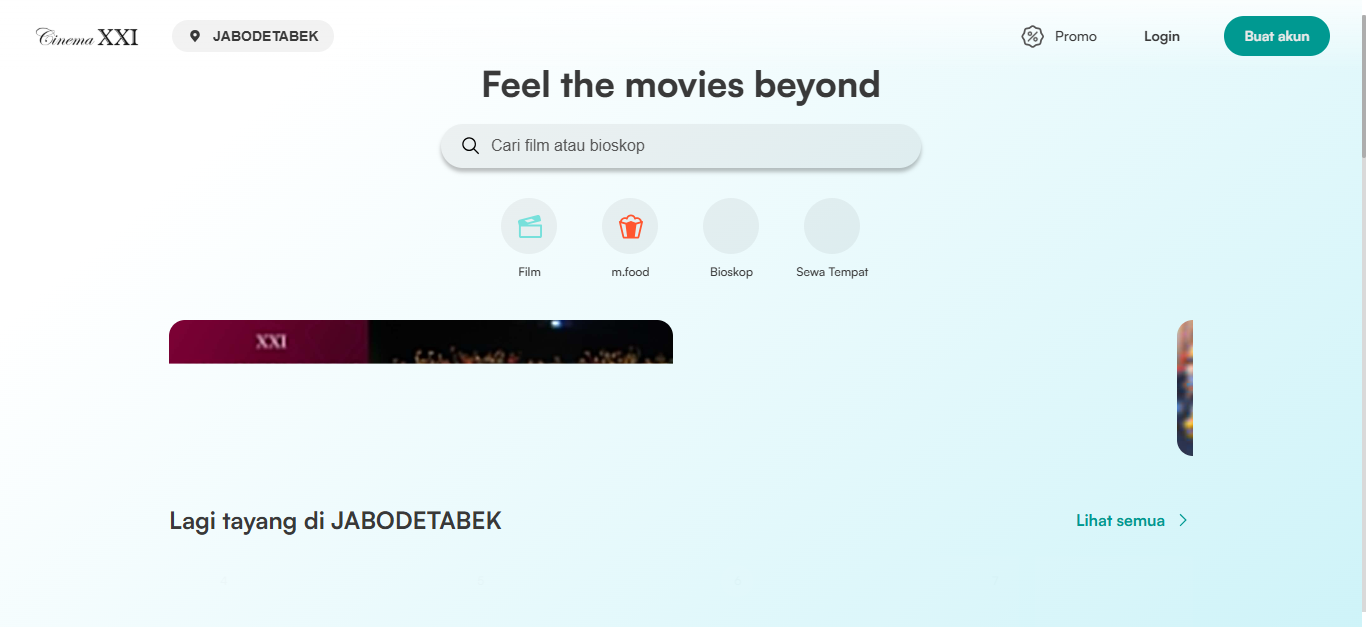 Cinema XXI
JABODETABEK
Promo
Login
Buat akun
Feel the movies beyond
Cari film atau bioskop
Film
m.food
Bioskop
Sewa Tempat
XXI
Lagi tayang di JABODETABEK
Lihat semua